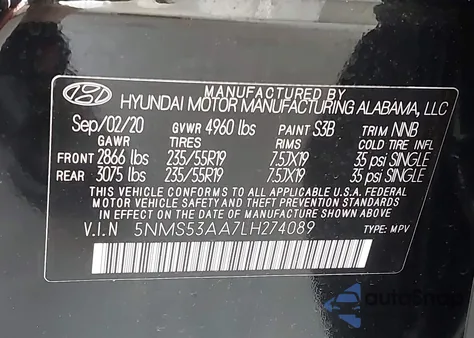 MANUFACTURED BY
HYUNDAI MOTOR MANUFACTURING ALABAMA, LLC
Sep/02/20 GVWR 4960 lbs PAINT S3B TRIM NNB
GAWR TIRES RIMS COLD TIRE INFL
FRONT 2866 lbs 235/55R19 7.5JX19 35 psi SINGLE
REAR 3075 lbs 235/55R19 7.5JX19 35 psi SINGLE
THIS VEHICLE CONFORMS TO ALL APPLICABLE U.S.A. FEDERAL
MOTOR VEHICLE SAFETY AND THEFT PREVENTION STANDARDS
IN EFFECT ON THE DATE OF MANUFACTURE SHOWN ABOVE.
V.I.N 5NMS53AA7LH274089 TYPE: MPV
autoSnap